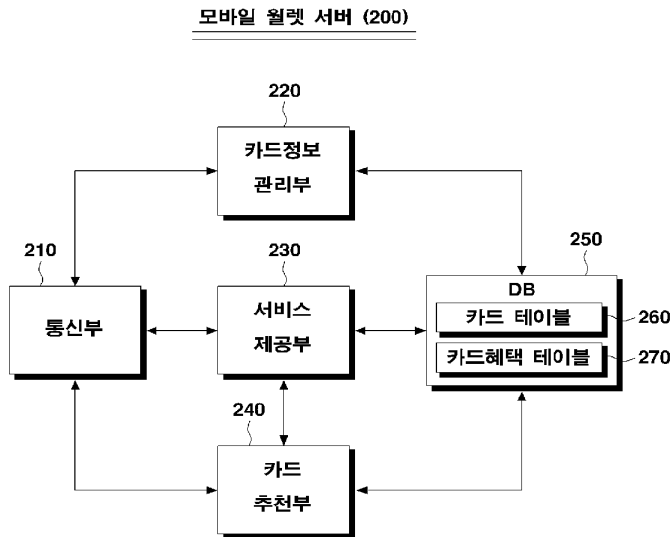 모바일 월렛 서버 (200)
220
카드정보
관리부
210
통신부
230
서비스
제공부
250
DB
카드 테이블
260
카드혜택 테이블
270
240
카드
추천부